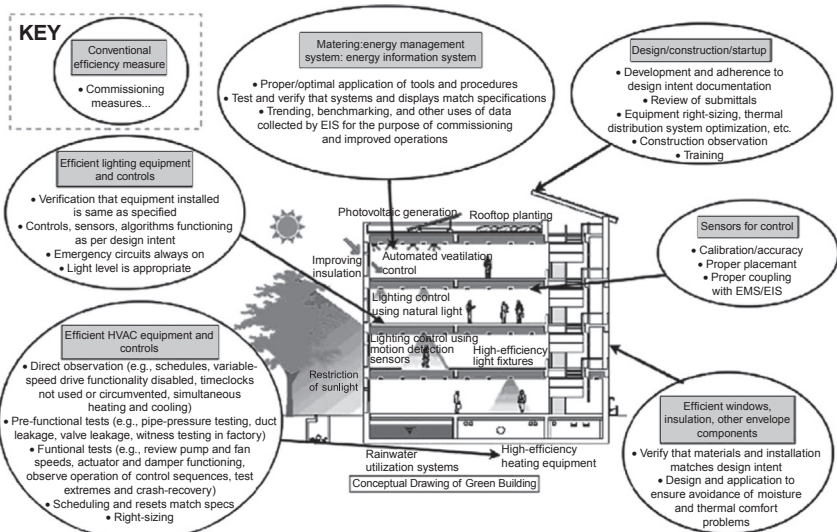 KEY
Conventional
efficiency measure
• Commissioning
measures...
Matering:energy management
system: energy information system
• Proper/optimal application of tools and procedures
• Test and verify that systems and displays match specifications
• Trending, benchmarking, and other uses of data
collected by EIS for the purpose of commissioning
and improved operations
Design/construction/startup
• Development and adherence to
design intent documentation
• Review of submittals
• Equipment right-sizing, thermal
distribution system optimization, etc.
• Construction observation
• Training
Efficient lighting equipment
and controls
• Verification that equipment installed
is same as specified
• Controls, sensors, algorithms functioning
as per design intent
• Emergency circuits always on
• Light level is appropriate
Photovoltaic generation
Rooftop planting
Improving
insulation
Automated veatilation
control
Lighting control
using natural light
Lighting control using
motion detection
sensors
High-efficiency
light fixtures
Restriction
of sunlight
Sensors for control
• Calibration/accuracy
• Proper placement
• Proper coupling
with EMS/EIS
Efficient HVAC equipment and
controls
• Direct observation (e.g., schedules, variable-
speed drive functionality disabled, timeclocks
not used or circumvented, simultaneous
heating and cooling)
• Pre-functional tests (e.g., pipe-pressure testing, duct
leakage, valve leakage, witness testing in factory)
• Funtional tests (e.g., review pump and fan
speeds, actuator and damper functioning,
observe operation of control sequences, test
extremes and crash-recovery)
• Scheduling and resets match specs
• Right-sizing
Rainwater
utilization systems
High-efficiency
heating equipment
Conceptual Drawing of Green Building
Efficient windows,
insulation, other envelope
components
• Verify that materials and installation
matches design intent
• Design and application to
ensure avoidance of moisture
and thermal comfort
problems